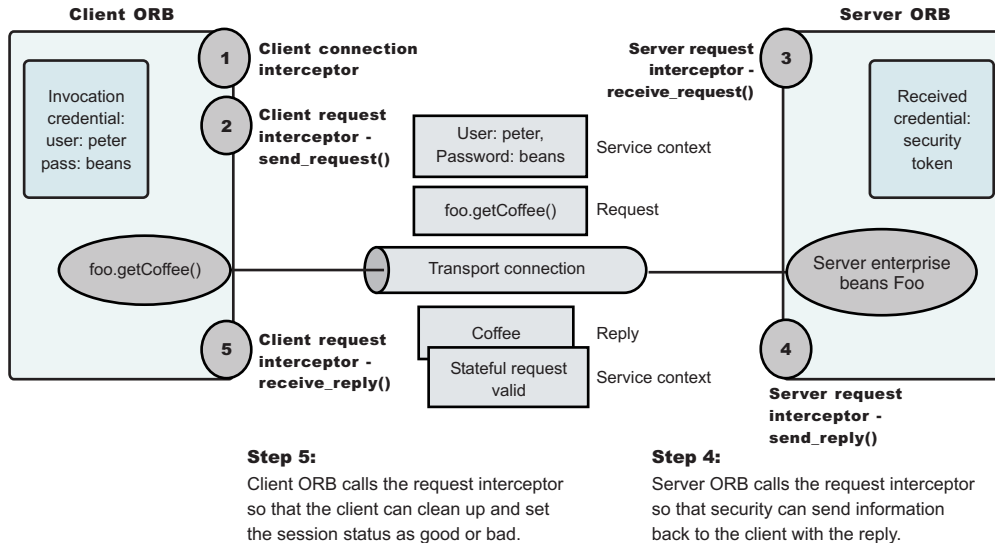 Client ORB
Server ORB
1
Client connection
interceptor
Server request
interceptor -
receive_request()
3
Invocation
credential:
user: peter
pass: beans
2
Client request
interceptor -
send_request()
User: peter,
Password: beans
Service context
Received
credential:
security
token
foo.getCoffee()
Request
foo.getCoffee()
Transport connection
Server enterprise
beans Foo
5
Client request
interceptor -
receive_reply()
Coffee
Reply
Stateful request
valid
Service context
4
Server request
interceptor -
send_reply()
Step 5:
Client ORB calls the request interceptor
so that the client can clean up and set
the session status as good or bad.
Step 4:
Server ORB calls the request interceptor
so that security can send information
back to the client with the reply.